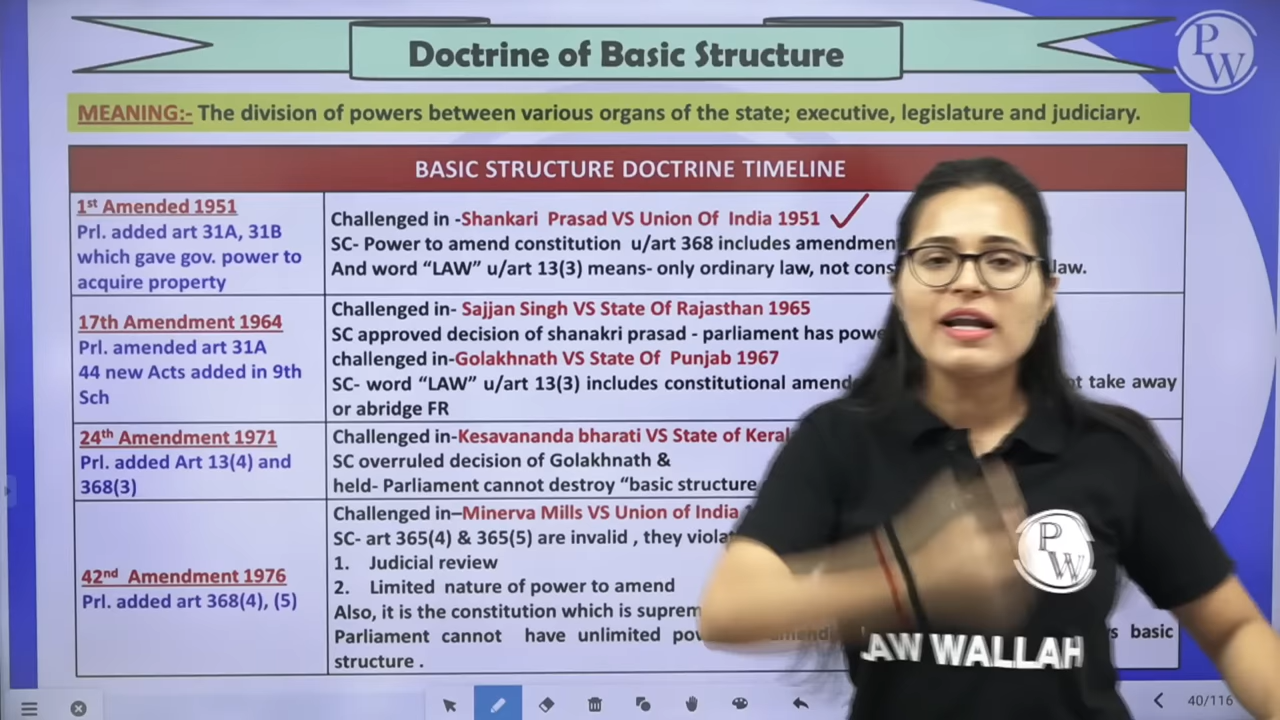 Doctrine of Basic Structure
PW
MEANING:- The division of powers between various organs of the state; executive, legislature and judiciary.
BASIC STRUCTURE DOCTRINE TIMELINE
1st Amended 1951
Prl. added art 31A, 31B
which gave gov. power to
acquire property
Challenged in -Shankari Prasad VS Union Of India 1951
SC- Power to amend constitution u/art 368 includes
And word “LAW” u/art 13(3) means- only ordinary law, not law.
17th Amendment 1964
Prl. amended art 31A
44 new Acts added in 9th
Sch
Challenged in- Sajjan Singh VS State Of Rajasthan 1965
SC approved decision of shanakri prasad - parliament has
challenged in-Golakhnath VS State Of Punjab 1967
SC- word “LAW” u/art 13(3) includes constitutional take away
or abridge FR
24th Amendment 1971
Prl. added Art 13(4) and
368(3)
Challenged in-Kesavananda bharati VS State of
SC overruled decision of Golakhnath &
held- Parliament cannot destroy “basic structure
42nd Amendment 1976
Prl. added art 368(4), (5)
Challenged in–Minerva Mills VS Union of India
SC- art 365(4) & 365(5) are invalid , they
1. Judicial review
2. Limited nature of power to amend
Also, it is the constitution which is
Parliament cannot have unlimited basic
structure .
PW
LAW WALLAH
40/116